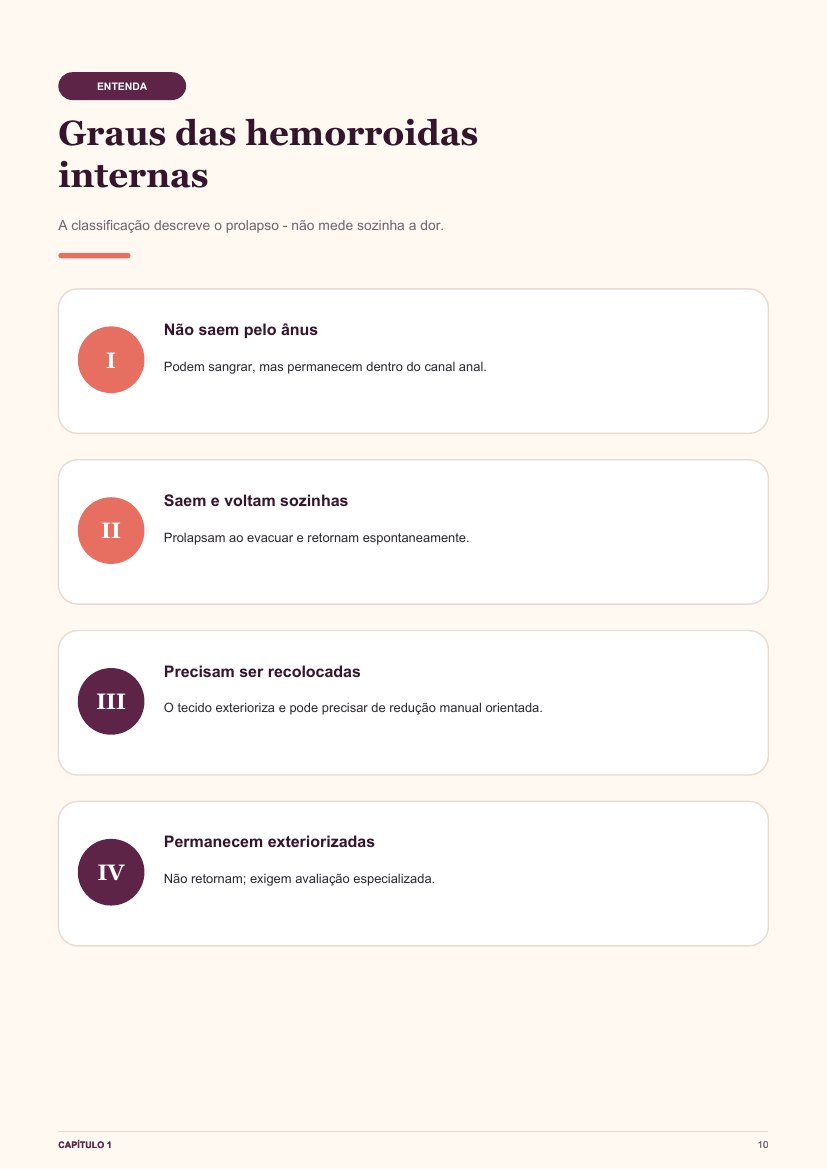 ENTENDA
Graus das hemorroidas
internas
A classificação descreve o prolapso - não mede sozinha a dor.
I
Não saem pelo ânus
Podem sangrar, mas permanecem dentro do canal anal.
II
Saem e voltam sozinhas
Prolapsam ao evacuar e retornam espontaneamente.
III
Precisam ser recolocadas
O tecido exterioriza e pode precisar de redução manual orientada.
IV
Permanecem exteriorizadas
Não retornam; exigem avaliação especializada.
CAPÍTULO 1
10